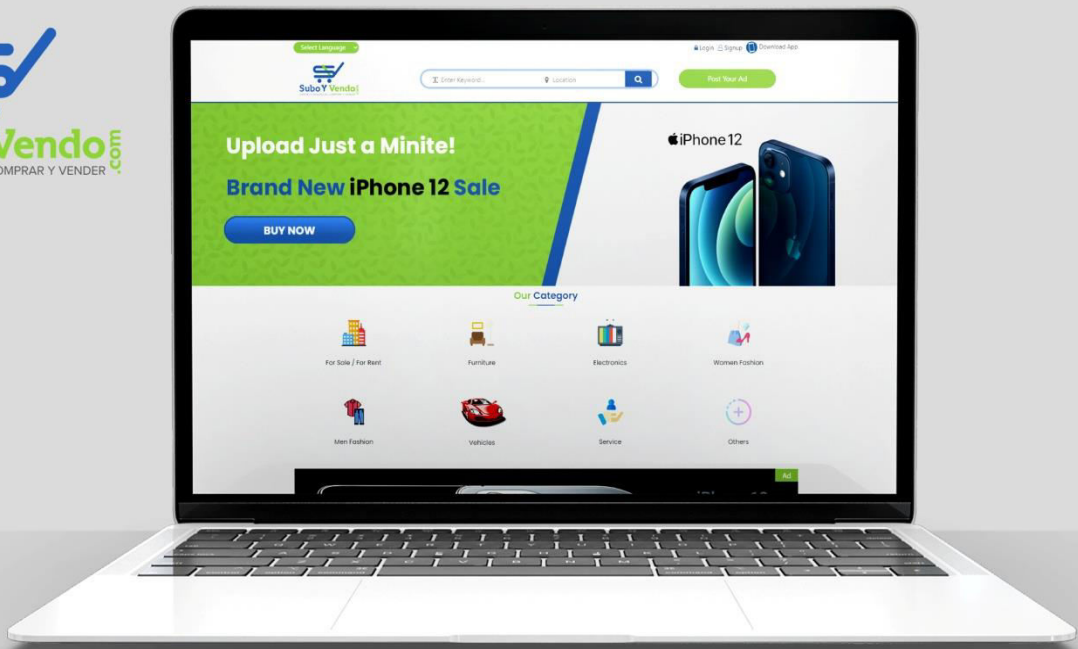 Vendo
.com
OMPRAR Y VENDER
Select Language
Login
Signup
Download App
Subo Y Vendo
Enter Keyword...
Location
Post Your Ad
Upload Just a Minite!
Brand New iPhone 12 Sale
BUY NOW
iPhone 12
Our Category
For Sale / For Rent
Furniture
Electronics
Women Fashion
Men Fashion
Vehicles
Service
Others
Ad